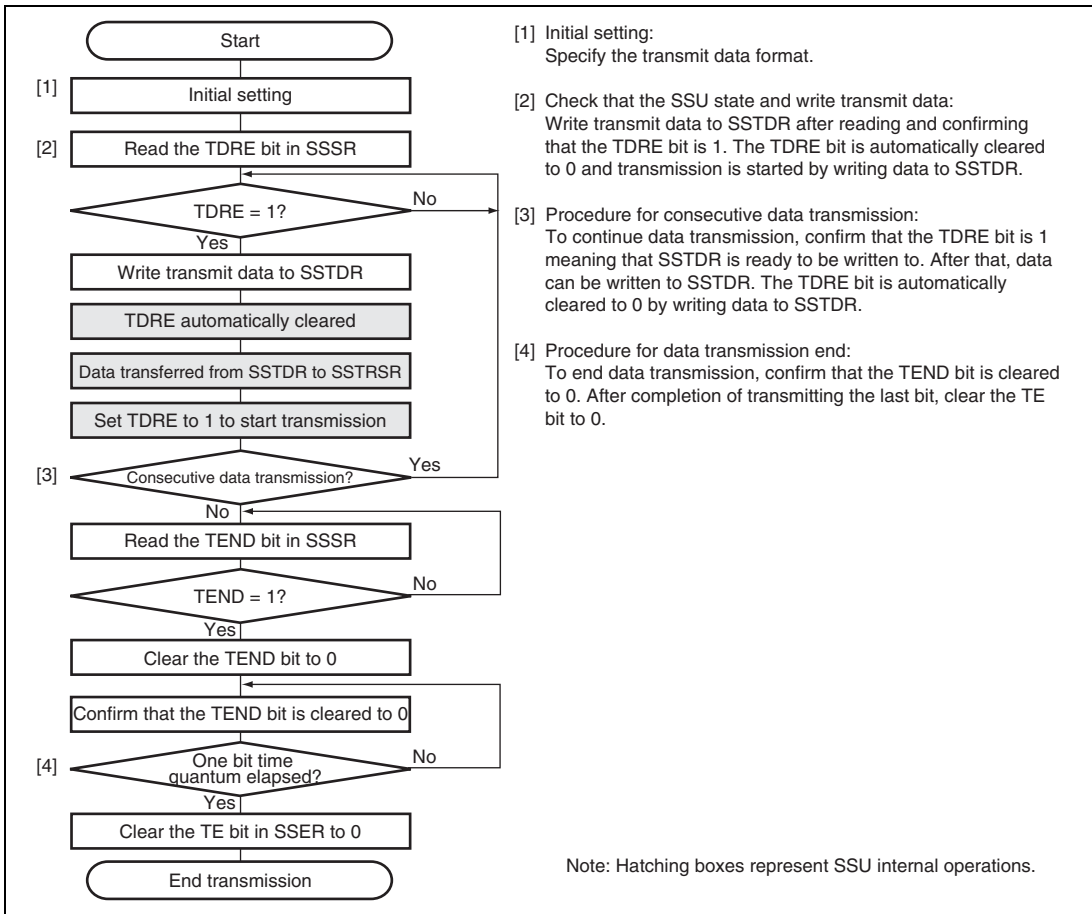 Start
[1]
Initial setting
[2]
Read the TDRE bit in SSSR
TDRE = 1?
No
Yes
Write transmit data to SSTDR
TDRE automatically cleared
Data transferred from SSTDR to SSTRSR
Set TDRE to 1 to start transmission
[3]
Consecutive data transmission?
Yes
No
Read the TEND bit in SSSR
TEND = 1?
No
Yes
Clear the TEND bit to 0
Confirm that the TEND bit is cleared to 0
[4]
One bit time
quantum elapsed?
No
Yes
Clear the TE bit in SSER to 0
End transmission
[1] Initial setting:
Specify the transmit data format.
[2] Check that the SSU state and write transmit data:
Write transmit data to SSTDR after reading and confirming
that the TDRE bit is 1. The TDRE bit is automatically cleared
to 0 and transmission is started by writing data to SSTDR.
[3] Procedure for consecutive data transmission:
To continue data transmission, confirm that the TDRE bit is 1
meaning that SSTDR is ready to be written to. After that, data
can be written to SSTDR. The TDRE bit is automatically
cleared to 0 by writing data to SSTDR.
[4] Procedure for data transmission end:
To end data transmission, confirm that the TEND bit is cleared
to 0. After completion of transmitting the last bit, clear the TE
bit to 0.
Note: Hatching boxes represent SSU internal operations.